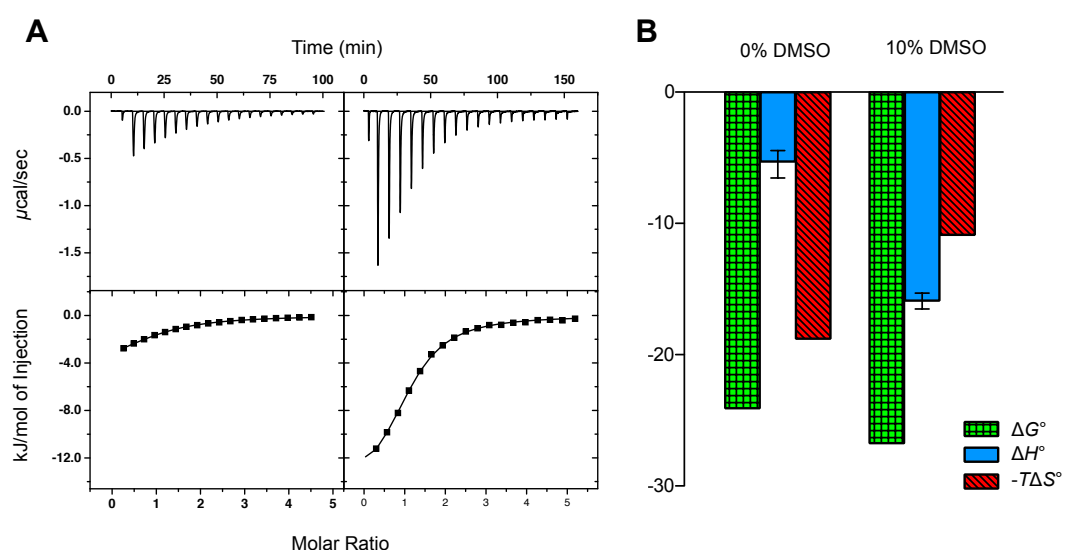 A
Time (min)
0 25 50 75 100
0 50 100 150
0.0
-0.5
-1.0
-1.5
µcal/sec
0.0
-4.0
-8.0
-12.0
kJ/mol of Injection
0 1 2 3 4 5
0 1 2 3 4 5
Molar Ratio
B
0% DMSO
10% DMSO
0
-10
-20
-30
ΔG°
ΔH°
-TΔS°